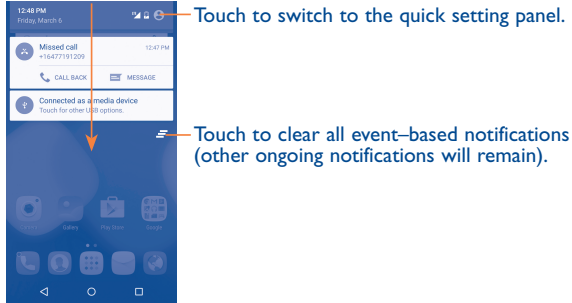 12:48 PM
Friday, March 6
Touch to switch to the quick setting panel.
Missed call
12:47 PM
+16477191209
CALL BACK
MESSAGE
Connected as a media device
Touch for other USB options.
Touch to clear all event–based notifications
(other ongoing notifications will remain).
Gallery
Play Store
Google